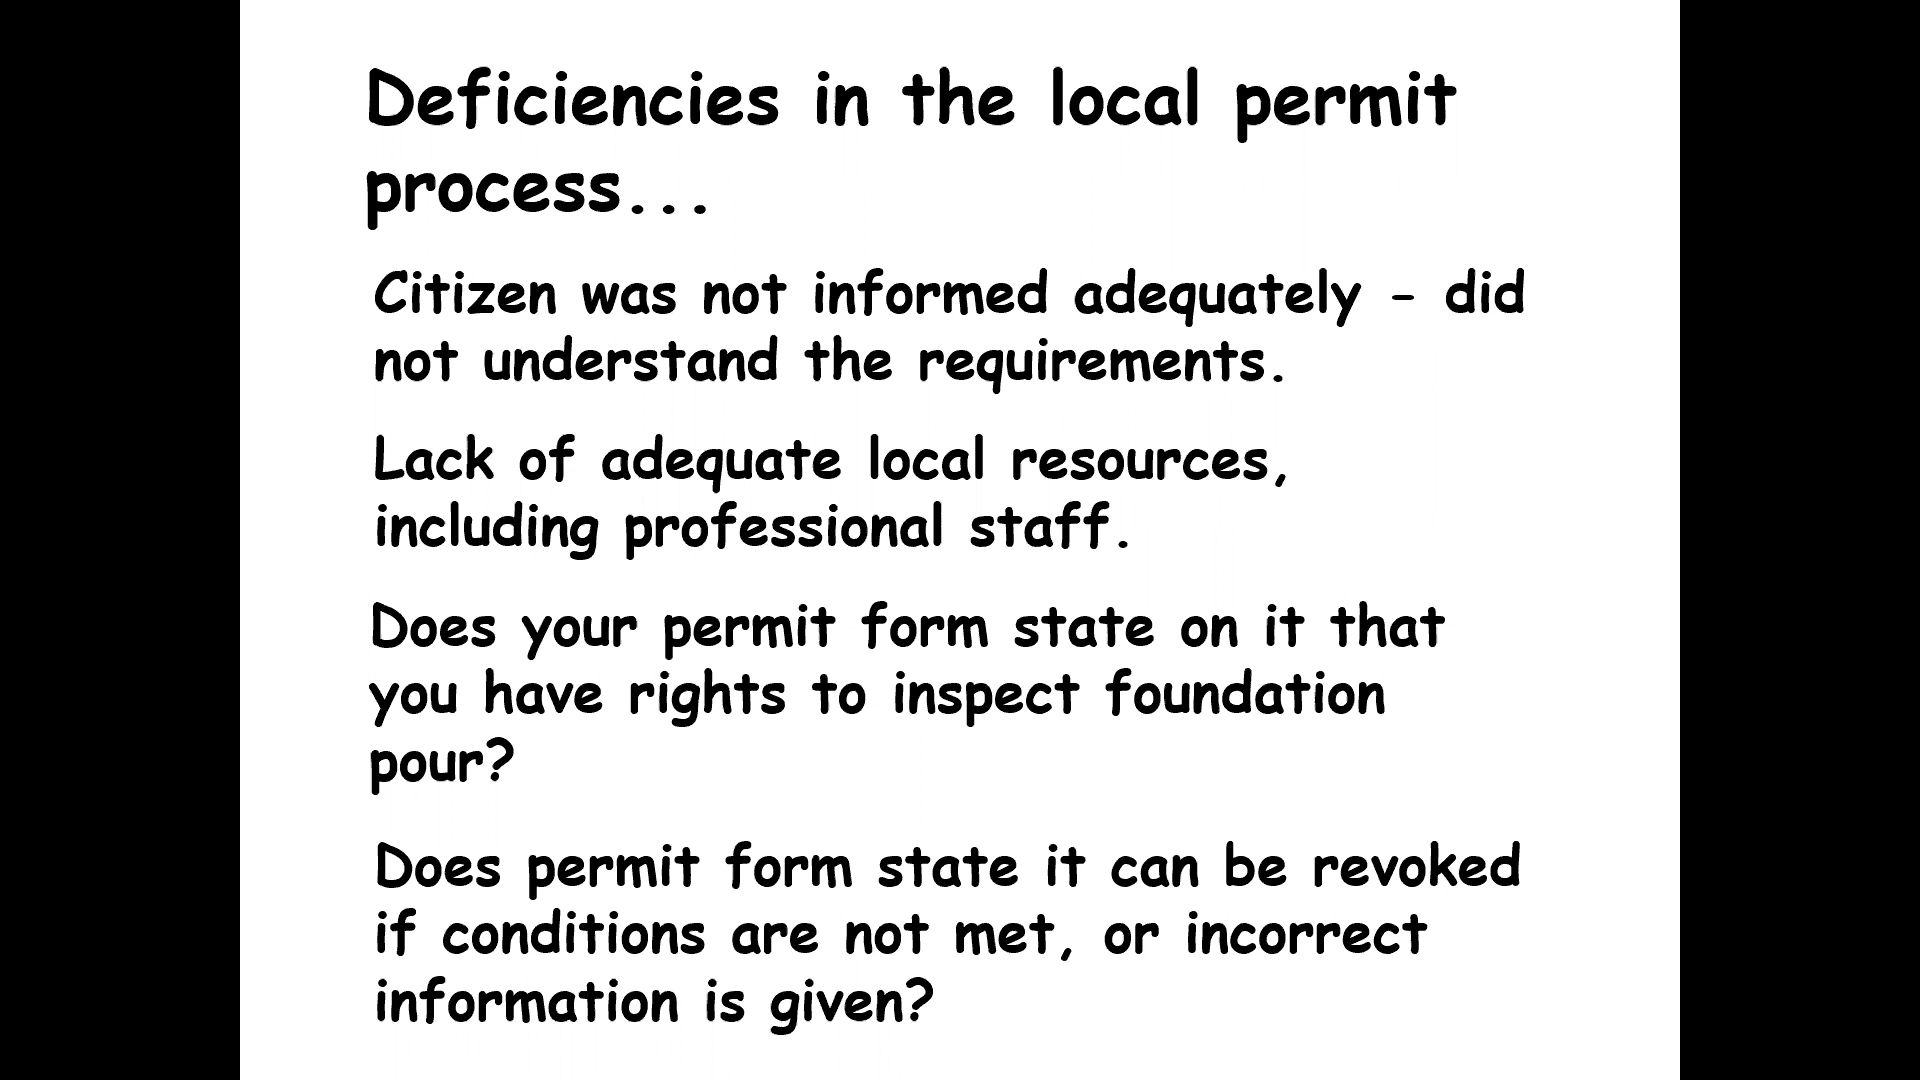 Deficiencies in the local permit
process...
Citizen was not informed adequately - did
not understand the requirements.
Lack of adequate local resources,
including professional staff.
Does your permit form state on it that
you have rights to inspect foundation
pour?
Does permit form state it can be revoked
if conditions are not met, or incorrect
information is given?